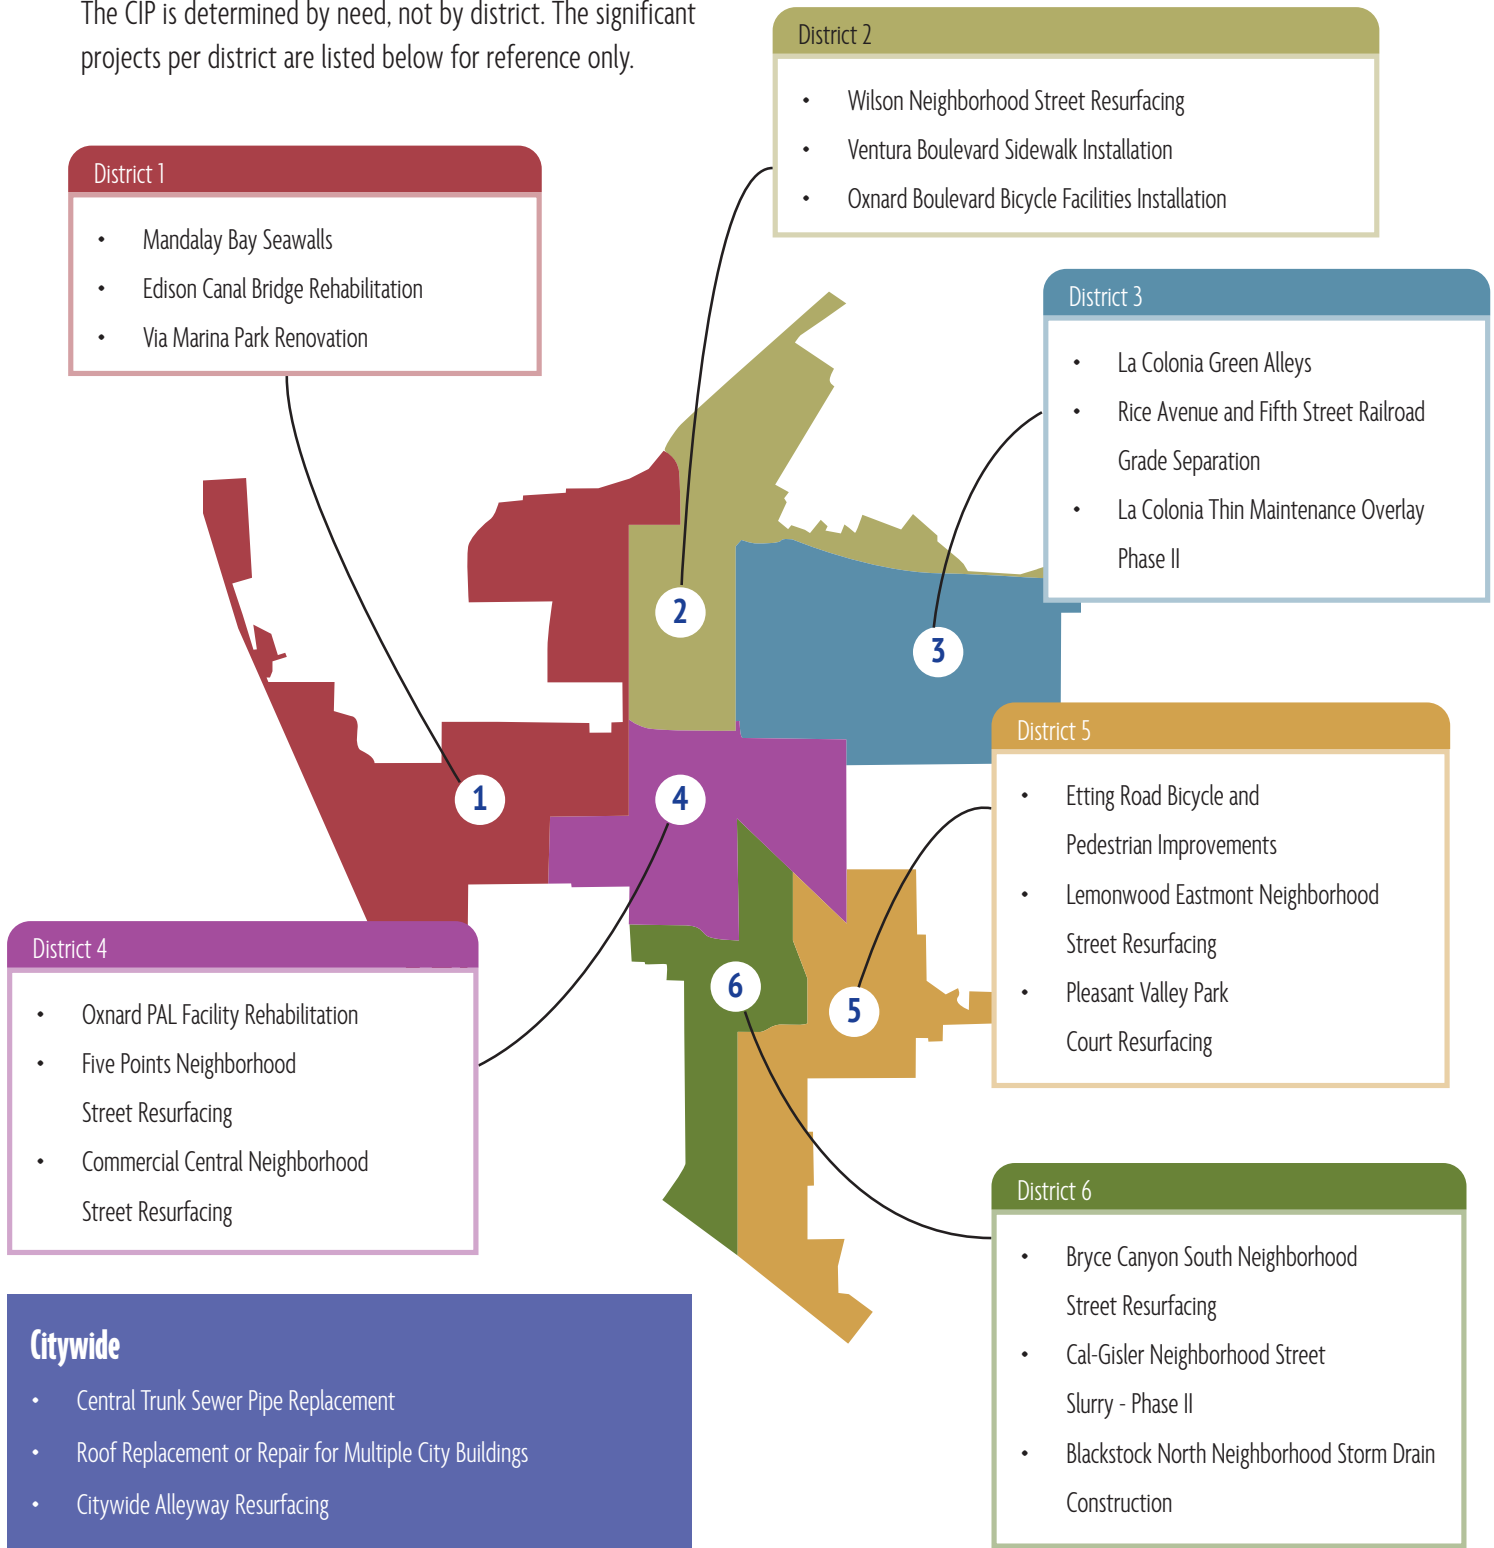 The CIP is determined by need, not by district. The significant
projects per district are listed below for reference only.
District 1
• Mandalay Bay Seawalls
• Edison Canal Bridge Rehabilitation
• Via Marina Park Renovation
District 2
• Wilson Neighborhood Street Resurfacing
• Ventura Boulevard Sidewalk Installation
• Oxnard Boulevard Bicycle Facilities Installation
District 3
• La Colonia Green Alleys
• Rice Avenue and Fifth Street Railroad
Grade Separation
• La Colonia Thin Maintenance Overlay
Phase II
2
3
1
4
6
5
District 5
• Etting Road Bicycle and
Pedestrian Improvements
• Lemonwood Eastmont Neighborhood
Street Resurfacing
• Pleasant Valley Park
Court Resurfacing
District 4
• Oxnard PAL Facility Rehabilitation
• Five Points Neighborhood
Street Resurfacing
• Commercial Central Neighborhood
Street Resurfacing
District 6
• Bryce Canyon South Neighborhood
Street Resurfacing
• Cal-Gisler Neighborhood Street
Slurry - Phase II
• Blackstock North Neighborhood Storm Drain
Construction
Citywide
• Central Trunk Sewer Pipe Replacement
• Roof Replacement or Repair for Multiple City Buildings
• Citywide Alleyway Resurfacing